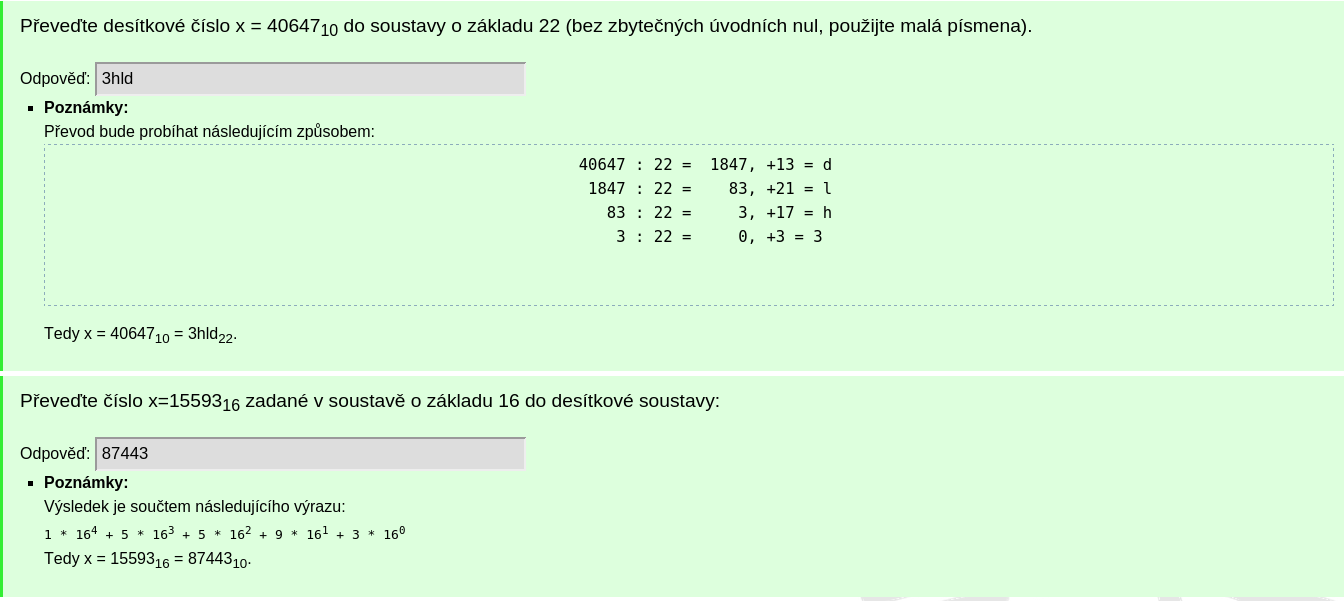 Převeďte desítkové číslo x = 40647₁₀ do soustavy o základu 22 (bez zbytečných úvodních nul, použijte malá písmena).
Odpověď: 3hld
▪ Poznámky:
Převod bude probíhat následujícím způsobem:
40647 : 22 =  1847, +13 = d
1847 : 22 =    83, +21 = l
83 : 22 =     3, +17 = h
3 : 22 =     0, +3 = 3
Tedy x = 40647₁₀ = 3hld₂₂.
Převeďte číslo x=15593₁₆ zadané v soustavě o základu 16 do desítkové soustavy:
Odpověď: 87443
▪ Poznámky:
Výsledek je součtem následujícího výrazu:
1 * 16⁴ + 5 * 16³ + 5 * 16² + 9 * 16¹ + 3 * 16⁰
Tedy x = 15593₁₆ = 87443₁₀.